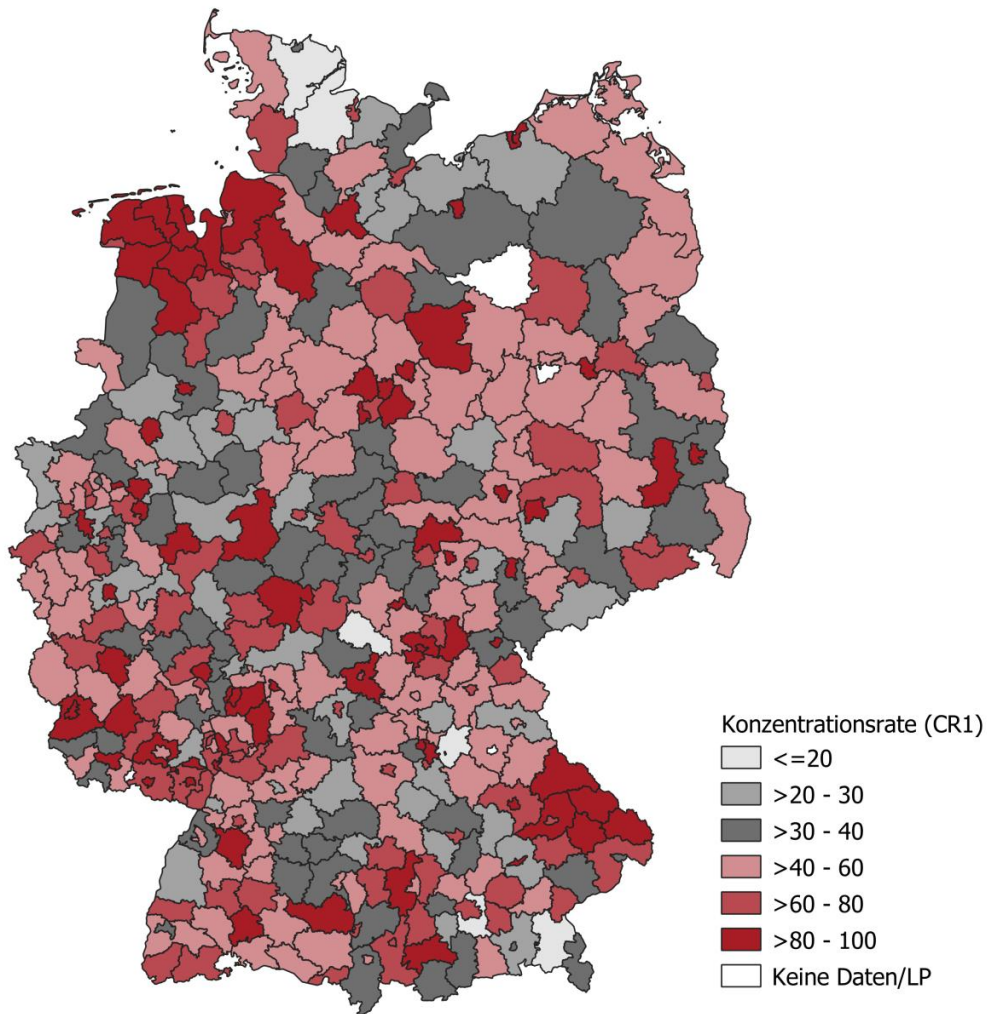 Konzentrationsrate (CR1)
<=20
>20 - 30
>30 - 40
>40 - 60
>60 - 80
>80 - 100
Keine Daten/LP